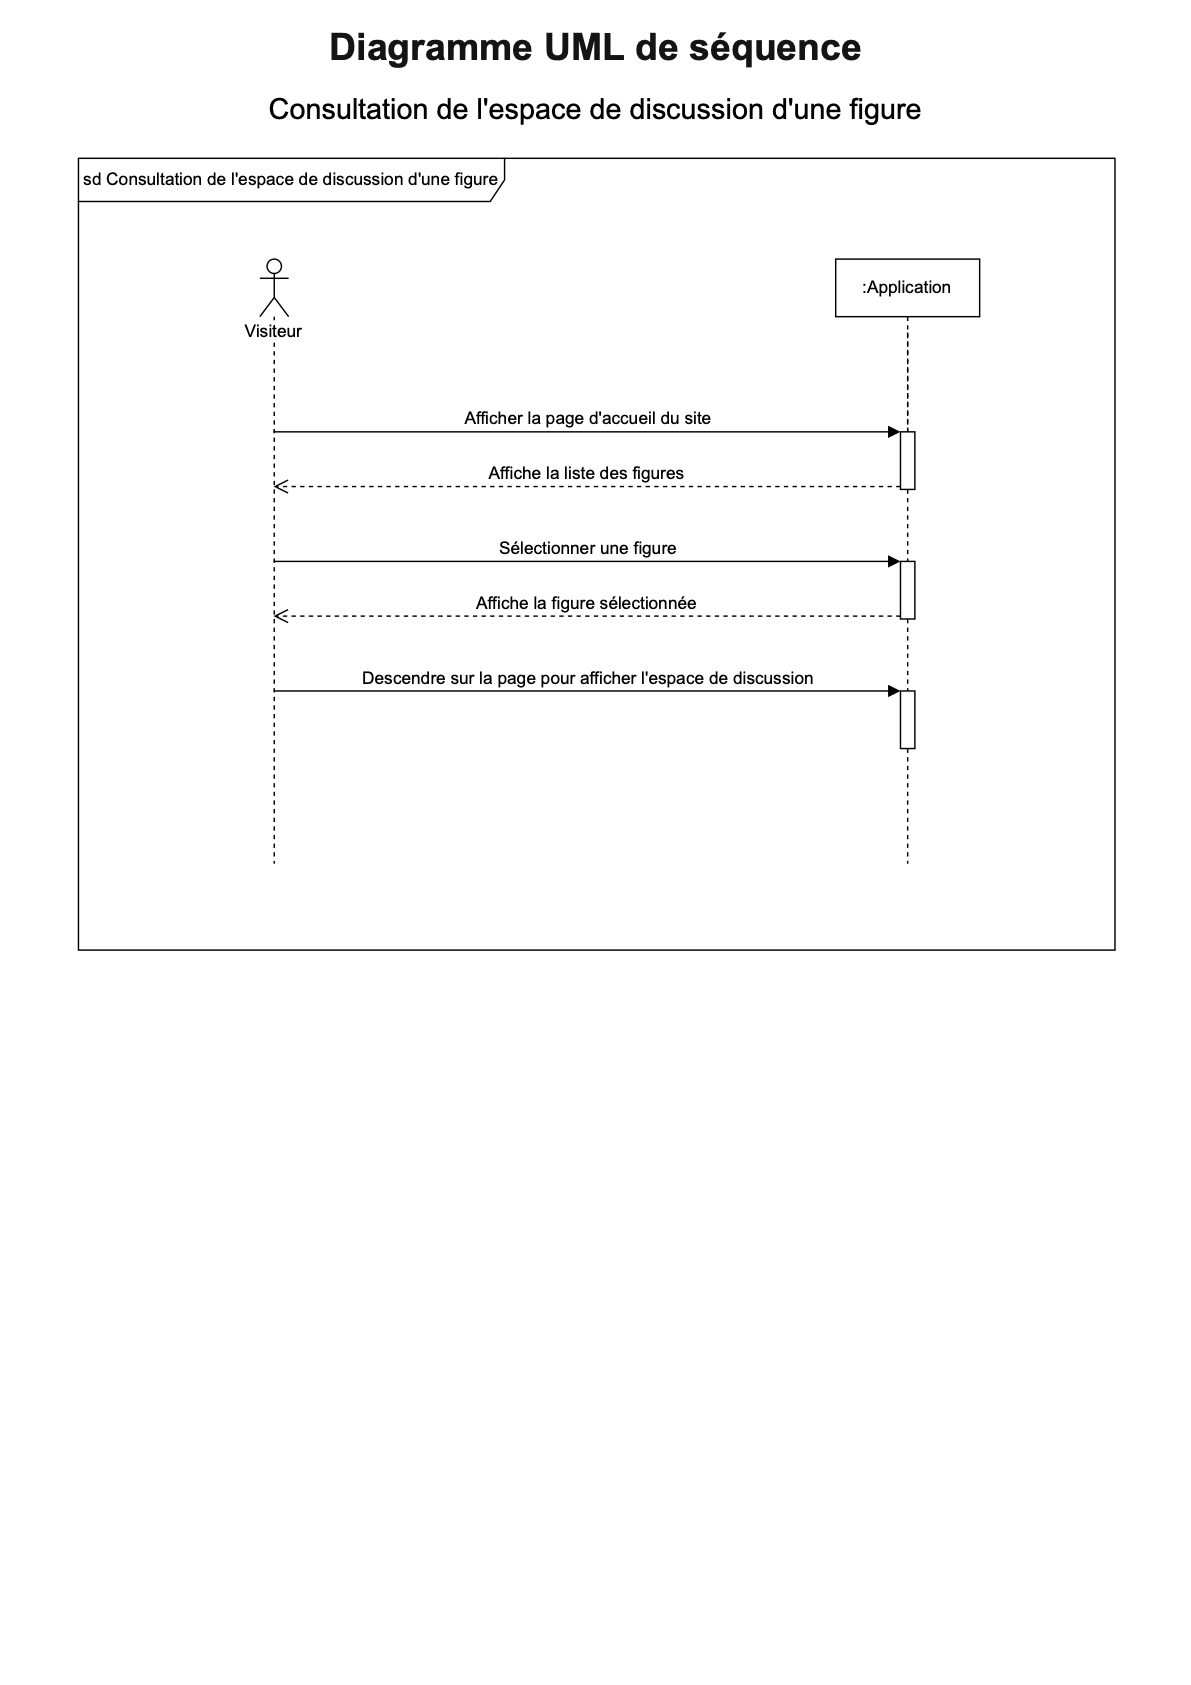 Diagramme UML de séquence
Consultation de l'espace de discussion d'une figure
sd Consultation de l'espace de discussion d'une figure
:Application
Visiteur
Afficher la page d'accueil du site
Affiche la liste des figures
Sélectionner une figure
Affiche la figure sélectionnée
Descendre sur la page pour afficher l'espace de discussion